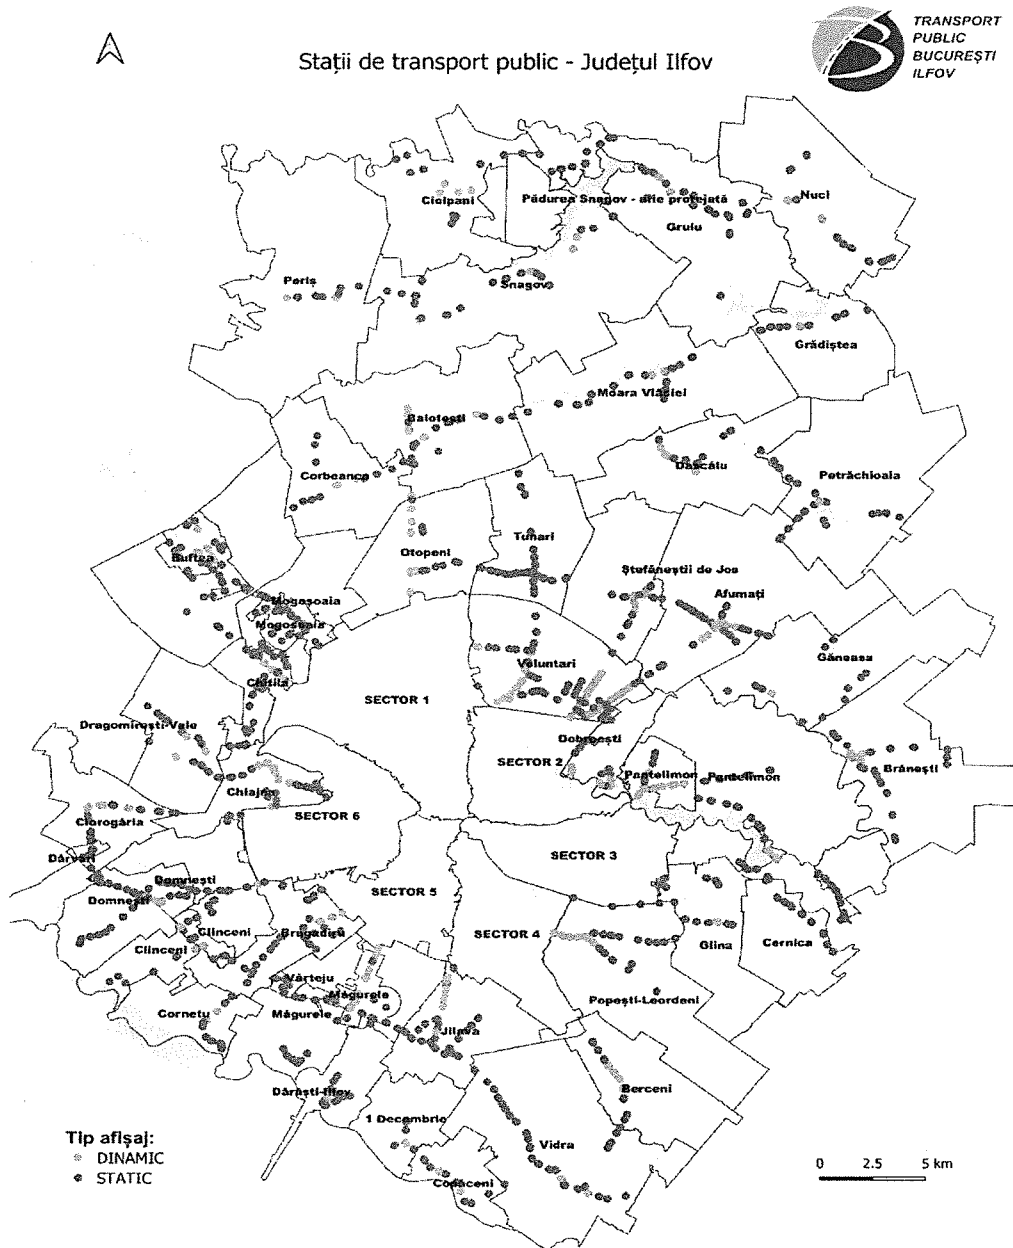 TRANSPORT
PUBLIC
BUCUREȘTI
ILFOV
Stații de transport public - Județul Ilfov
Nuci
Ciolpani
Pădurea Snagov - arie protejată
Gruiu
Periș
Snagov
Grădiștea
Moara Vlăsiei
Balotești
Corbeanca
Dascălu
Petrăchioaia
Tunari
Otopeni
Buftea
Ștefăneștii de Jos
Afumați
Mogoșoaia
Mogoșoaia
Găneasa
Voluntari
Chitila
SECTOR 1
Dragomirești-Vale
Dobroești
SECTOR 2
Pantelimon
Pantelimon
Brănești
Chiajna
SECTOR 6
Ciorogârla
Dârvari
SECTOR 3
Domnești
SECTOR 5
Domnești
Clinceni
Brogadiru
SECTOR 4
Glina
Cernica
Clinceni
Vârteju
Măgurele
Popești-Leordeni
Cornetu
Măgurele
Jilava
Dărăști-Ilfov
Berceni
1 Decembrie
Vidra
Copăceni
Tip afișaj:
DINAMIC
STATIC
0 2.5 5 km